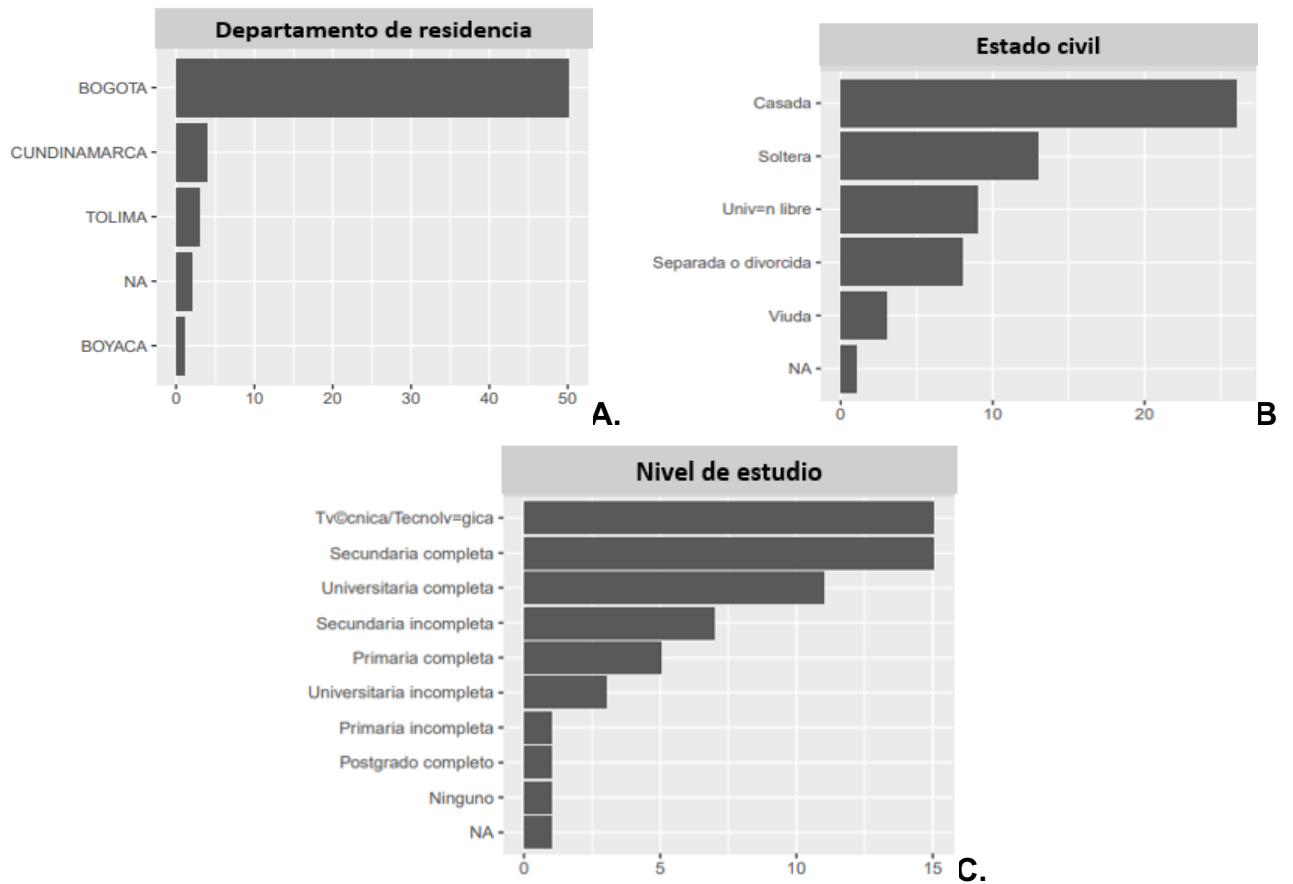 Departamento de residencia
BOGOTA
CUNDINAMARCA
TOLIMA
NA
BOYACA
0 10 20 30 40 50
A.
Estado civil
Casada
Soltera
Univ=n libre
Separada o divorcida
Viuda
NA
0 10 20
B
Nivel de estudio
Tv©cnica/Tecnolv=gica
Secundaria completa
Universitaria completa
Secundaria incompleta
Primaria completa
Universitaria incompleta
Primaria incompleta
Postgrado completo
Ninguno
NA
0 5 10 15
C.